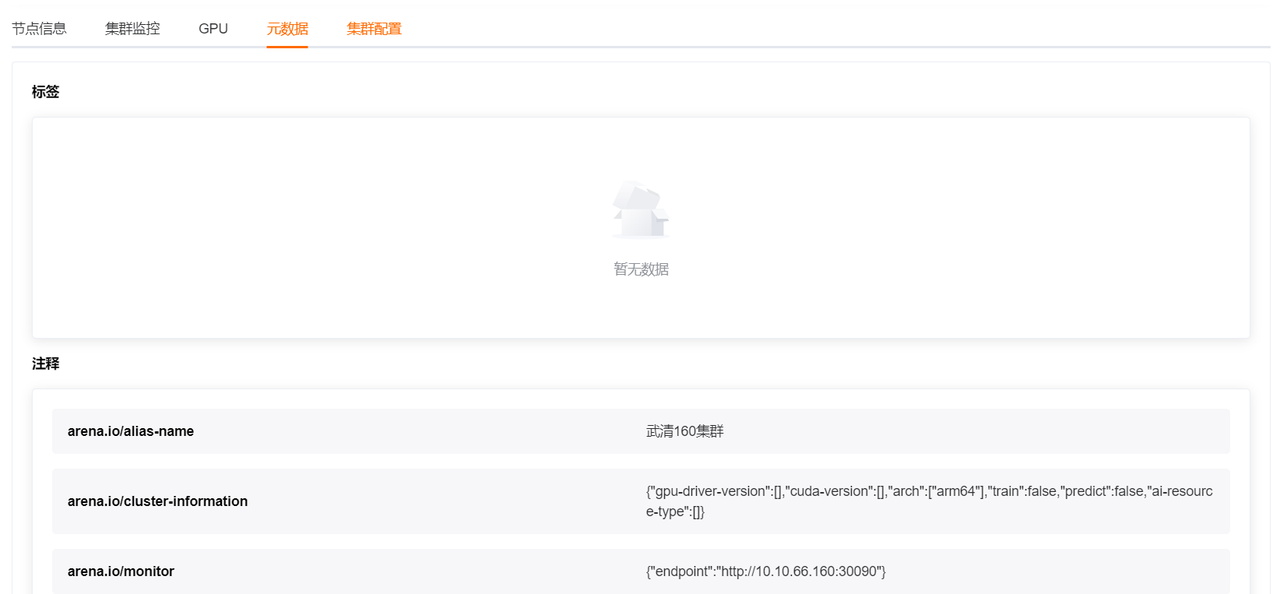 节点信息 集群监控 GPU 元数据 集群配置
标签
暂无数据
注释
arena.io/alias-name 武清160集群
arena.io/cluster-information {"gpu-driver-version":[],"cuda-version":[],"arch":["arm64"],"train":false,"predict":false,"ai-resourc
e-type":[]}
arena.io/monitor {"endpoint":"http://10.10.66.160:30090"}